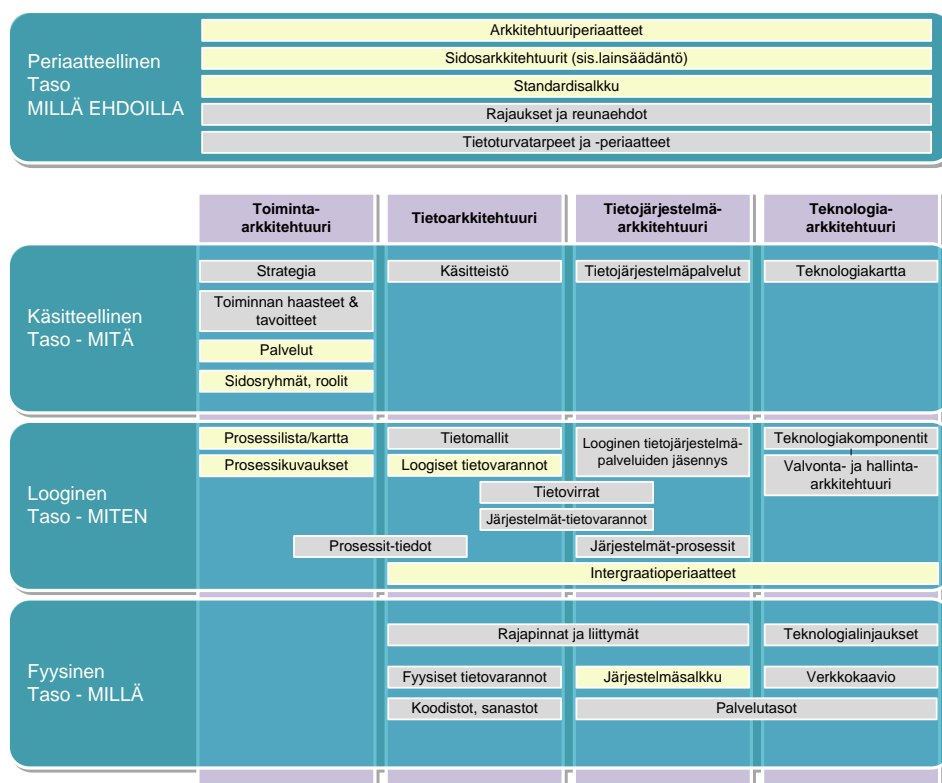 Periaatteellinen
Taso
MILLÄ EHDOILLA
Arkkitehtuuriperiaatteet
Sidosarkkitehtuurit (sis.lainsäädäntö)
Standardisalkku
Rajaukset ja reunaehdot
Tietoturvatarpeet ja -periaatteet
Toiminta-
arkkitehtuuri
Tietoarkkitehtuuri
Tietojärjestelmä-
arkkitehtuuri
Teknologia-
arkkitehtuuri
Käsitteellinen
Taso - MITÄ
Strategia
Käsitteistö
Tietojärjestelmäpalvelut
Teknologiakartta
Toiminnan haasteet &
tavoitteet
Palvelut
Sidosryhmät, roolit
Looginen
Taso - MITEN
Prosessilista/kartta
Tietomallit
Looginen tietojärjestelmä-
palveluiden jäsennys
Teknologiakomponentit
Prosessikuvaukset
Loogiset tietovarannot
Valvonta- ja hallinta-
arkkitehtuuri
Tietovirrat
Järjestelmät-tietovarannot
Prosessit-tiedot
Järjestelmät-prosessit
Intergraatioperiaatteet
Fyysinen
Taso - MILLÄ
Rajapinnat ja liittymät
Teknologialinjaukset
Fyysiset tietovarannot
Järjestelmäsalkku
Verkkokaavio
Koodistot, sanastot
Palvelutasot